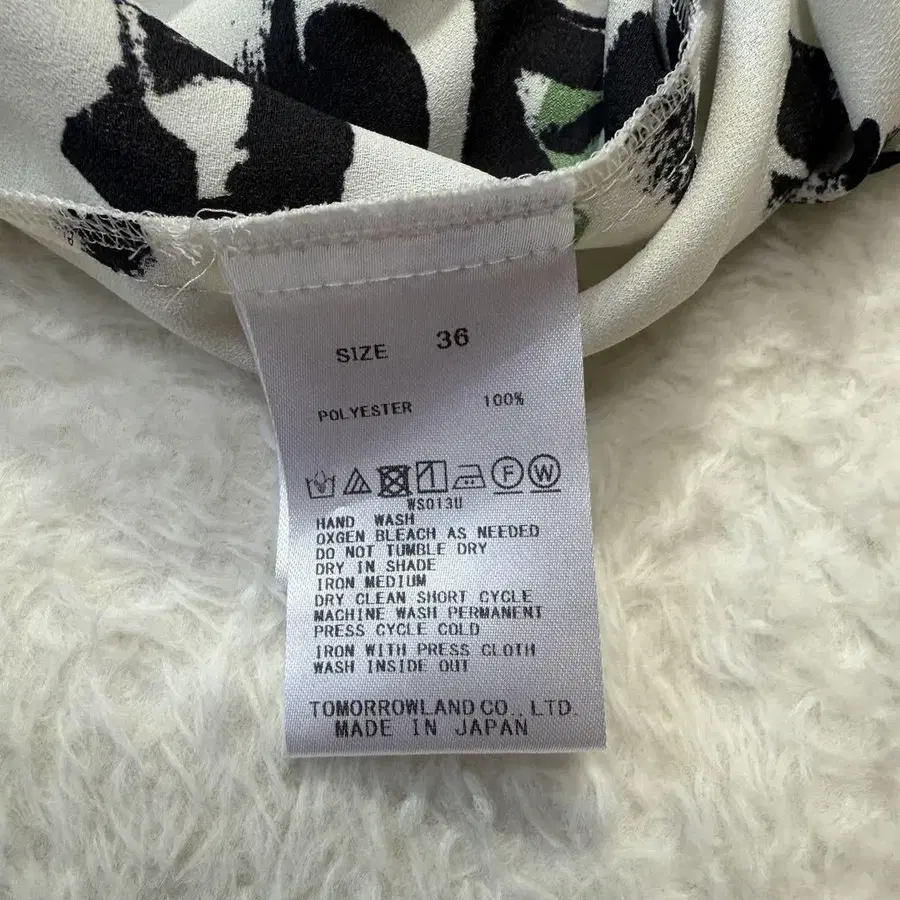 SIZE 36
POLYESTER 100%
F W
WS013U
HAND WASH
OXGEN BLEACH AS NEEDED
DO NOT TUMBLE DRY
DRY IN SHADE
IRON MEDIUM
DRY CLEAN SHORT CYCLE
MACHINE WASH PERMANENT
PRESS CYCLE COLD
IRON WITH PRESS CLOTH
WASH INSIDE OUT
TOMORROWLAND CO., LTD.
MADE IN JAPAN